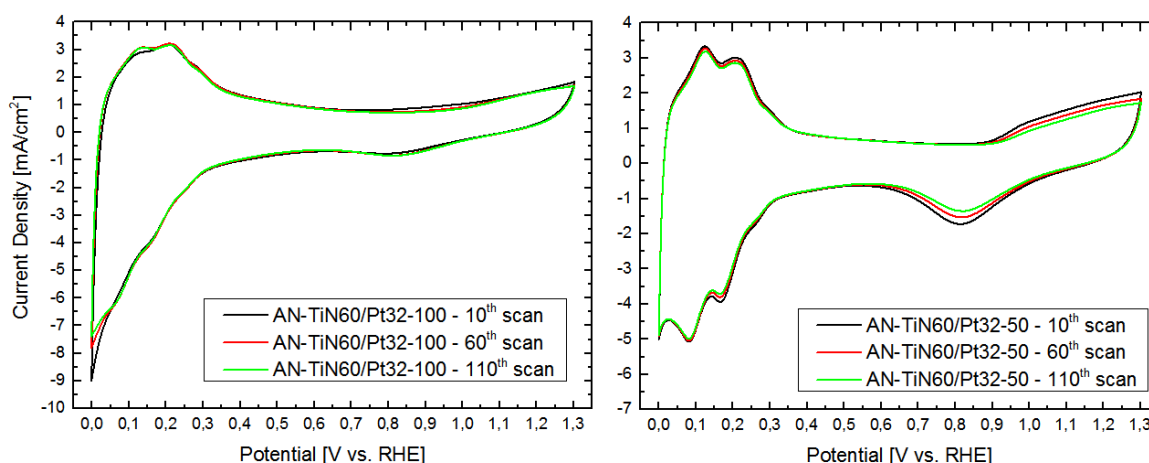 4
3
2
1
0
-1
-2
-3
-4
-5
-6
-7
-8
-9
-10
Current Density [mA/cm²]
AN-TiN60/Pt32-100 - 10th scan
AN-TiN60/Pt32-100 - 60th scan
AN-TiN60/Pt32-100 - 110th scan
0,0 0,1 0,2 0,3 0,4 0,5 0,6 0,7 0,8 0,9 1,0 1,1 1,2 1,3
Potential [V vs. RHE]
4
3
2
1
0
-1
-2
-3
-4
-5
-6
-7
AN-TiN60/Pt32-50 - 10th scan
AN-TiN60/Pt32-50 - 60th scan
AN-TiN60/Pt32-50 - 110th scan
0,0 0,1 0,2 0,3 0,4 0,5 0,6 0,7 0,8 0,9 1,0 1,1 1,2 1,3
Potential [V vs. RHE]